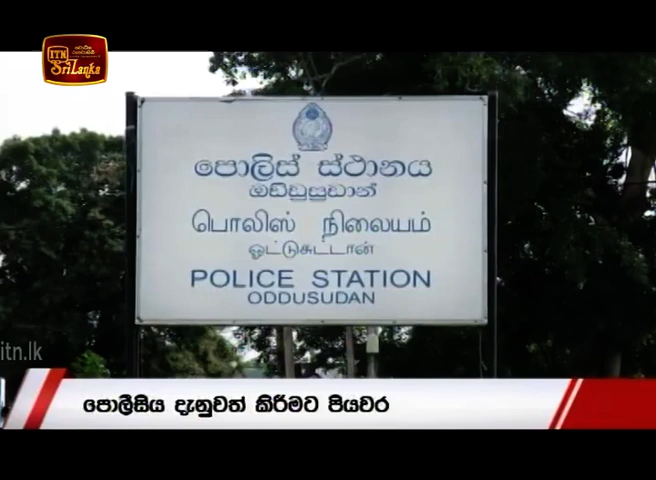 ITN
SriLanka
පොලිස් ස්ථානය
ඔඩ්ඩුසුඩාන්
பொலிஸ் நிலையம்
ஒட்டுசுட்டான்
POLICE STATION
ODDUSUDAN
itn.lk
පොලීසිය දැනුවත් කිරීමට පියවර